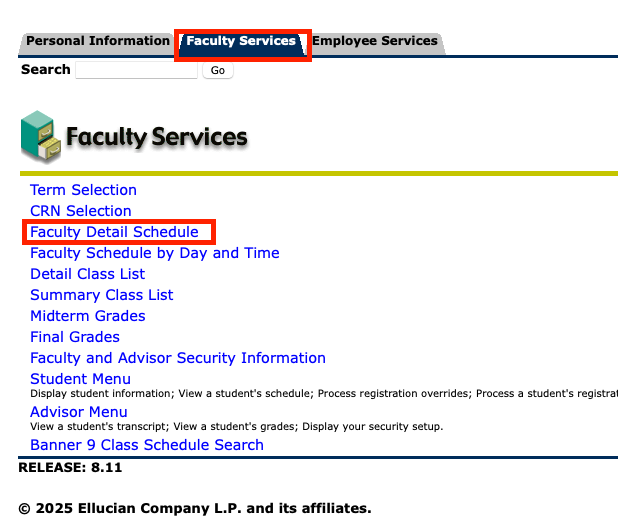 Personal Information Faculty Services Employee Services
Search Go
Faculty Services
Term Selection
CRN Selection
Faculty Detail Schedule
Faculty Schedule by Day and Time
Detail Class List
Summary Class List
Midterm Grades
Final Grades
Faculty and Advisor Security Information
Student Menu
Display student information; View a student's schedule; Process registration overrides; Process a student's registrat
Advisor Menu
View a student's transcript; View a student's grades; Display your security setup.
Banner 9 Class Schedule Search
RELEASE: 8.11
© 2025 Ellucian Company L.P. and its affiliates.